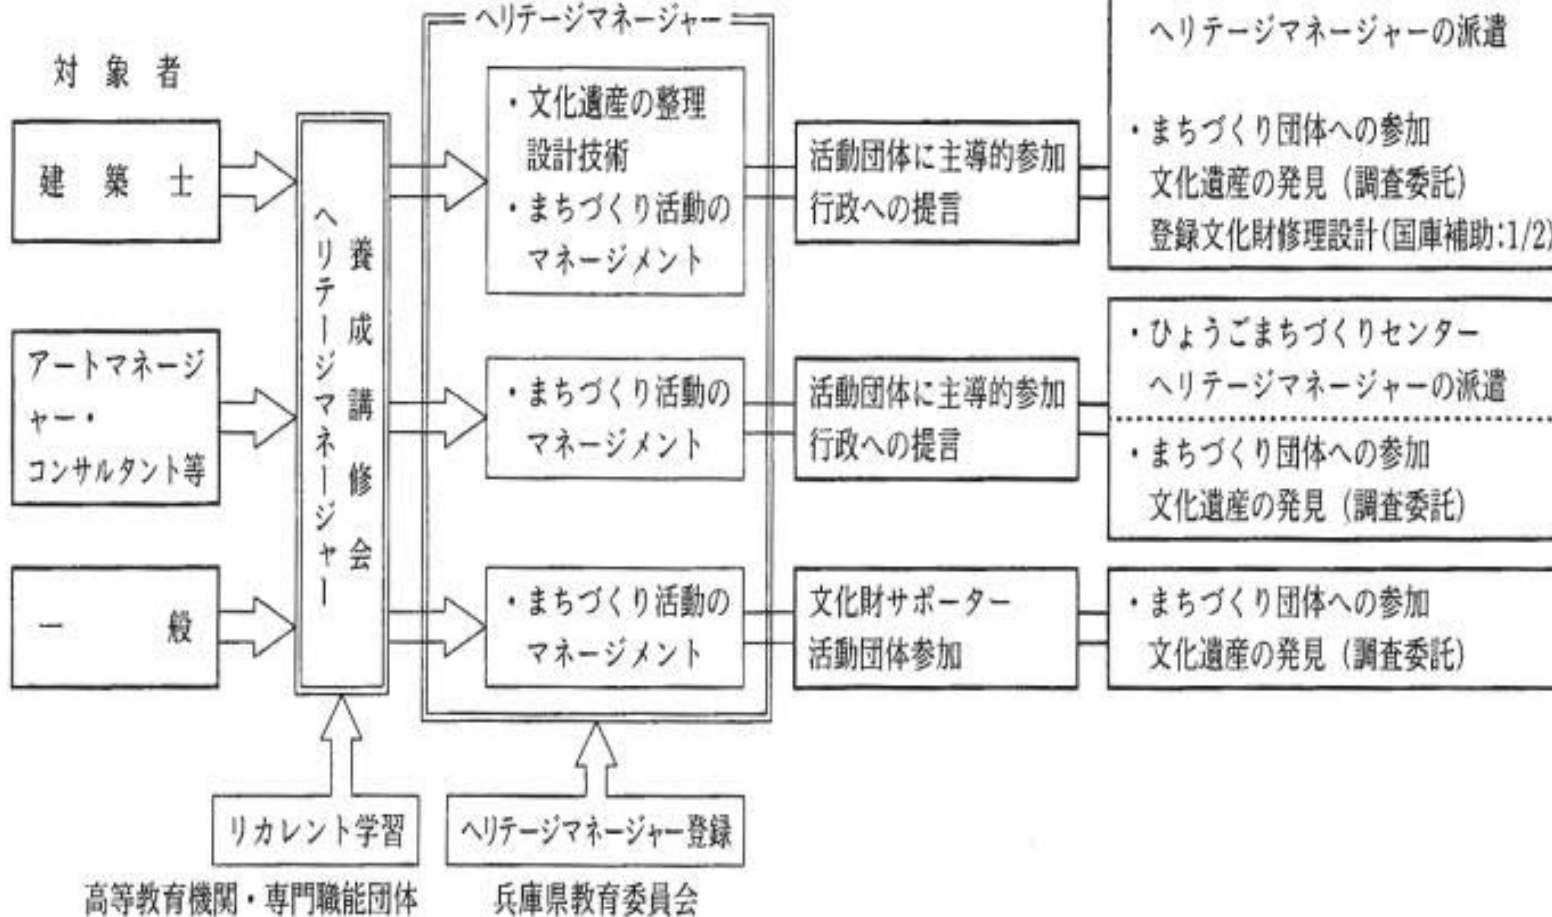 対象者
建築士
アートマネージ
ャー・
コンサルタント等
一般
ヘリテージマネージャー
養成講修会
ヘリテージマネージャー
・文化遺産の整理
設計技術
・まちづくり活動の
マネージメント
・まちづくり活動の
マネージメント
・まちづくり活動の
マネージメント
活動団体に主導的参加
行政への提言
活動団体に主導的参加
行政への提言
文化財サポーター
活動団体参加
ヘリテージマネージャーの派遣
・まちづくり団体への参加
文化遺産の発見（調査委託）
登録文化財修理設計(国庫補助:1/2)
・ひょうごまちづくりセンター
ヘリテージマネージャーの派遣
・まちづくり団体への参加
文化遺産の発見（調査委託）
・まちづくり団体への参加
文化遺産の発見（調査委託）
リカレント学習
高等教育機関・専門職能団体
ヘリテージマネージャー登録
兵庫県教育委員会